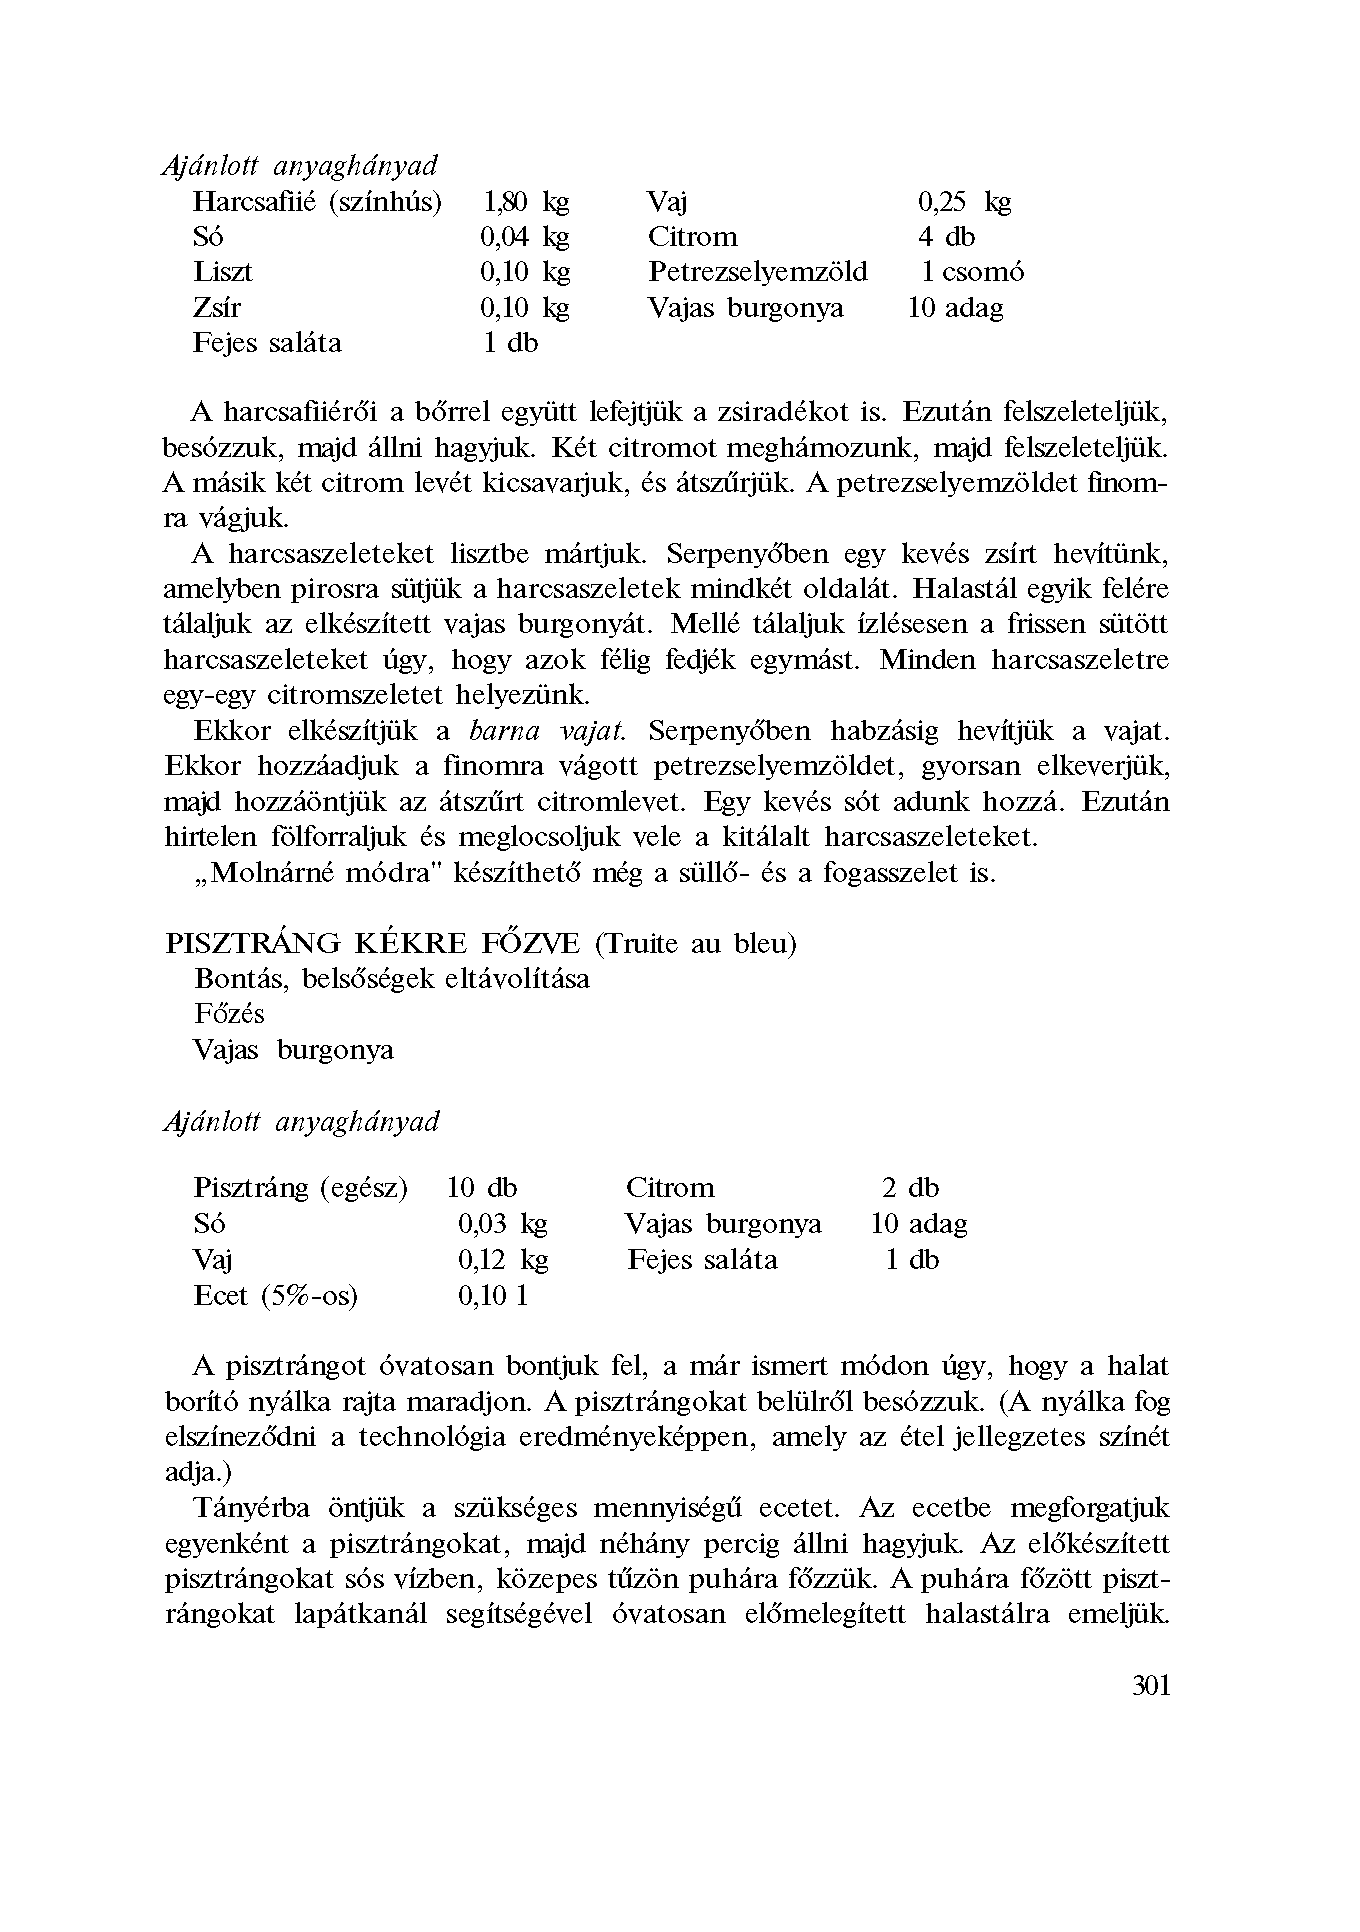 Ajánlott anyaghányad
Harcsafiié (színhús) 1,80 kg Vaj 0,25 kg
Só 0,04 kg Citrom 4 db
Liszt 0,10 kg Petrezselyemzöld 1 csomó
Zsír 0,10 kg Vajas burgonya 10 adag
Fejes saláta 1 db
A harcsafiiérői a bőrrel együtt lefejtjük a zsiradékot is. Ezután felszeleteljük,
besózzuk, majd állni hagyjuk. Két citromot meghámozunk, majd felszeleteljük.
A másik két citrom levét kicsavarjuk, és átszűrjük. A petrezselyemzöldet finom-
ra vágjuk.
A harcsaszeleteket lisztbe mártjuk. Serpenyőben egy kevés zsírt hevítünk,
amelyben pirosra sütjük a harcsaszeletek mindkét oldalát. Halastál egyik felére
tálaljuk az elkészített vajas burgonyát. Mellé tálaljuk ízlésesen a frissen sütött
harcsaszeleteket úgy, hogy azok félig fedjék egymást. Minden harcsaszeletre
egy-egy citromszeletet helyezünk.
Ekkor elkészítjük a barna vajat. Serpenyőben habzásig hevítjük a vajat.
Ekkor hozzáadjuk a finomra vágott petrezselyemzöldet, gyorsan elkeverjük,
majd hozzáöntjük az átszűrt citromlevet. Egy kevés sót adunk hozzá. Ezután
hirtelen fölforraljuk és meglocsoljuk vele a kitálalt harcsaszeleteket.
„Molnárné módra" készíthető még a süllő- és a fogasszelet is.
PISZTRÁNG KÉKRE FŐZVE (Truite au bleu)
Bontás, belsőségek eltávolítása
Főzés
Vajas burgonya
Ajánlott anyaghányad
Pisztráng (egész) 10 db Citrom 2 db
Só 0,03 kg Vajas burgonya 10 adag
Vaj 0,12 kg Fejes saláta 1 db
Ecet (5%-os) 0,10 1
A pisztrángot óvatosan bontjuk fel, a már ismert módon úgy, hogy a halat
borító nyálka rajta maradjon. A pisztrángokat belülről besózzuk. (A nyálka fog
elszíneződni a technológia eredményeképpen, amely az étel jellegzetes színét
adja.)
Tányérba öntjük a szükséges mennyiségű ecetet. Az ecetbe megforgatjuk
egyenként a pisztrángokat, majd néhány percig állni hagyjuk. Az előkészített
pisztrángokat sós vízben, közepes tűzön puhára főzzük. A puhára főzött piszt-
rángokat lapátkanál segítségével óvatosan előmelegített halastálra emeljük.
301